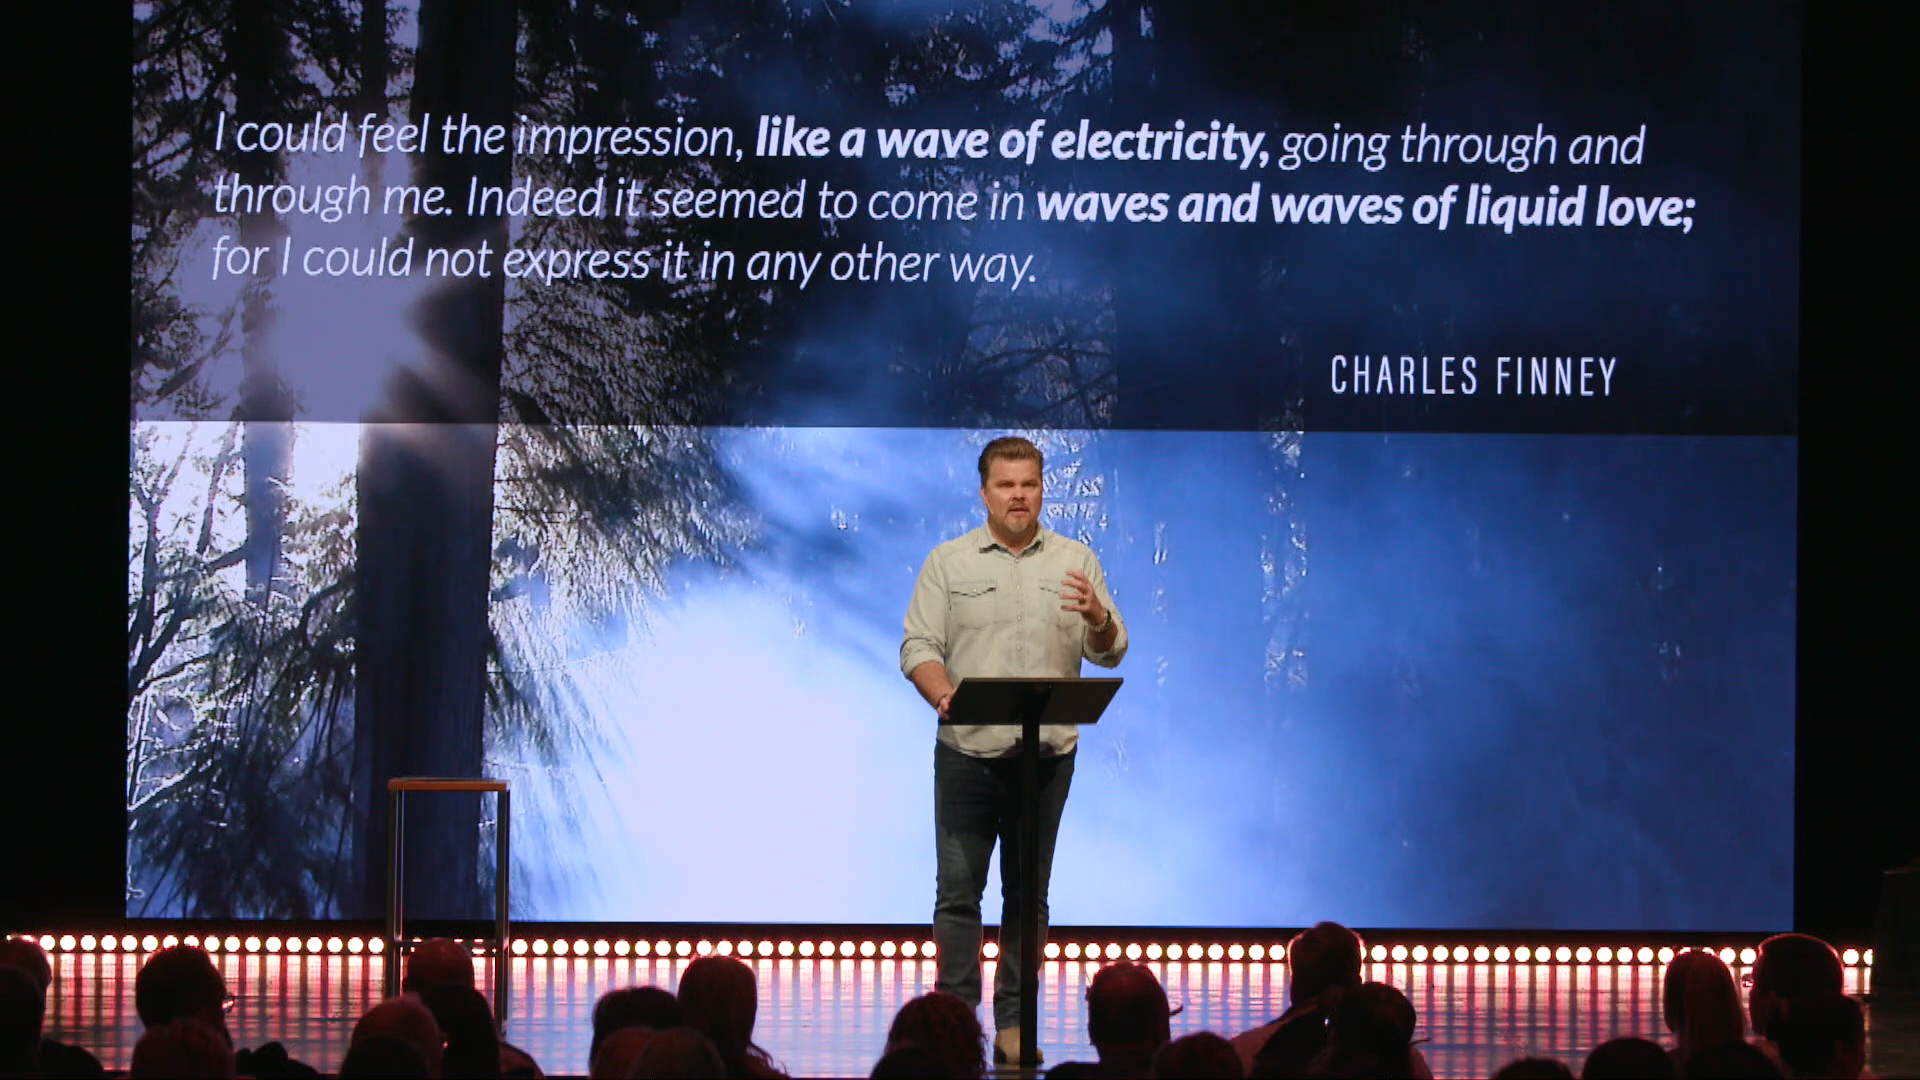 I could feel the impression, like a wave of electricity, going through and
through me. Indeed it seemed to come in waves and waves of liquid love;
for I could not express it in any other way.
CHARLES FINNEY